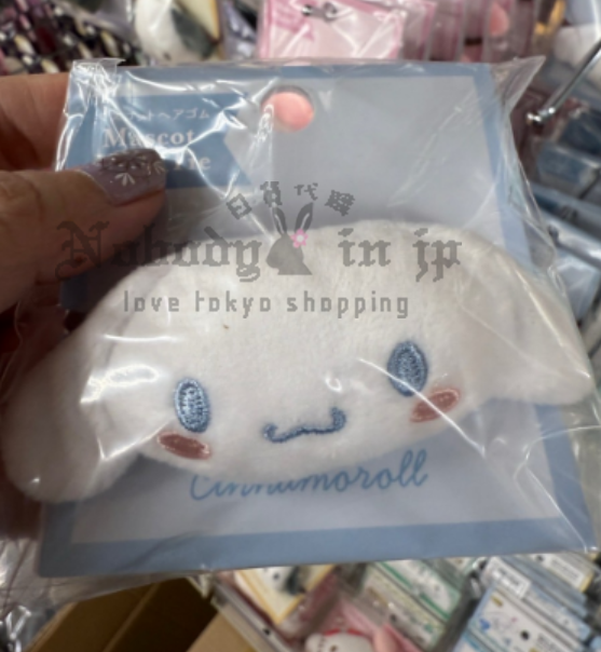 ヘアゴム
Mascot
日貨代購
Nobody in jp
love tokyo shopping
Cinnamoroll